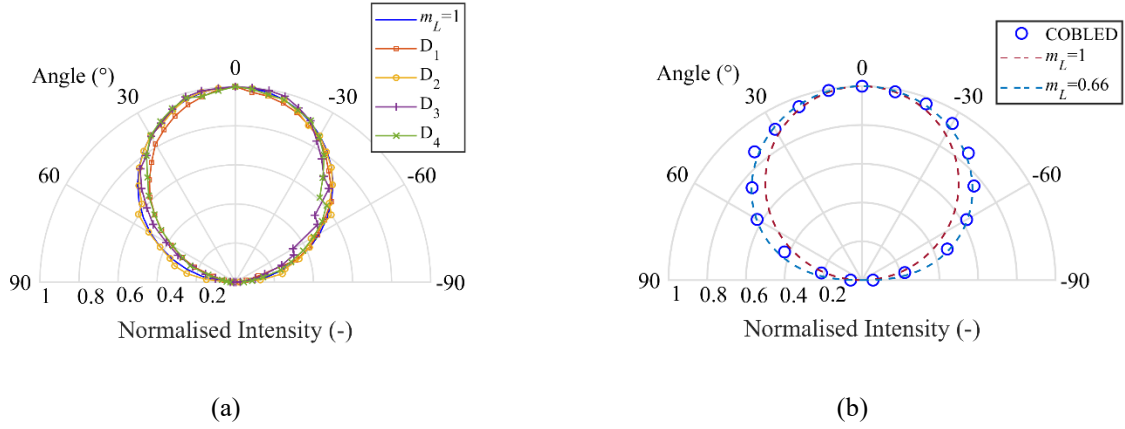 m_L=1
D_1
D_2
D_3
D_4
Angle (°)
0
30
-30
60
-60
90
-90
1 0.8 0.6 0.4 0.2
Normalised Intensity (-)
(a)
COBLED
m_L=1
m_L=0.66
Angle (°)
0
30
-30
60
-60
90
-90
1 0.8 0.6 0.4 0.2
Normalised Intensity (-)
(b)